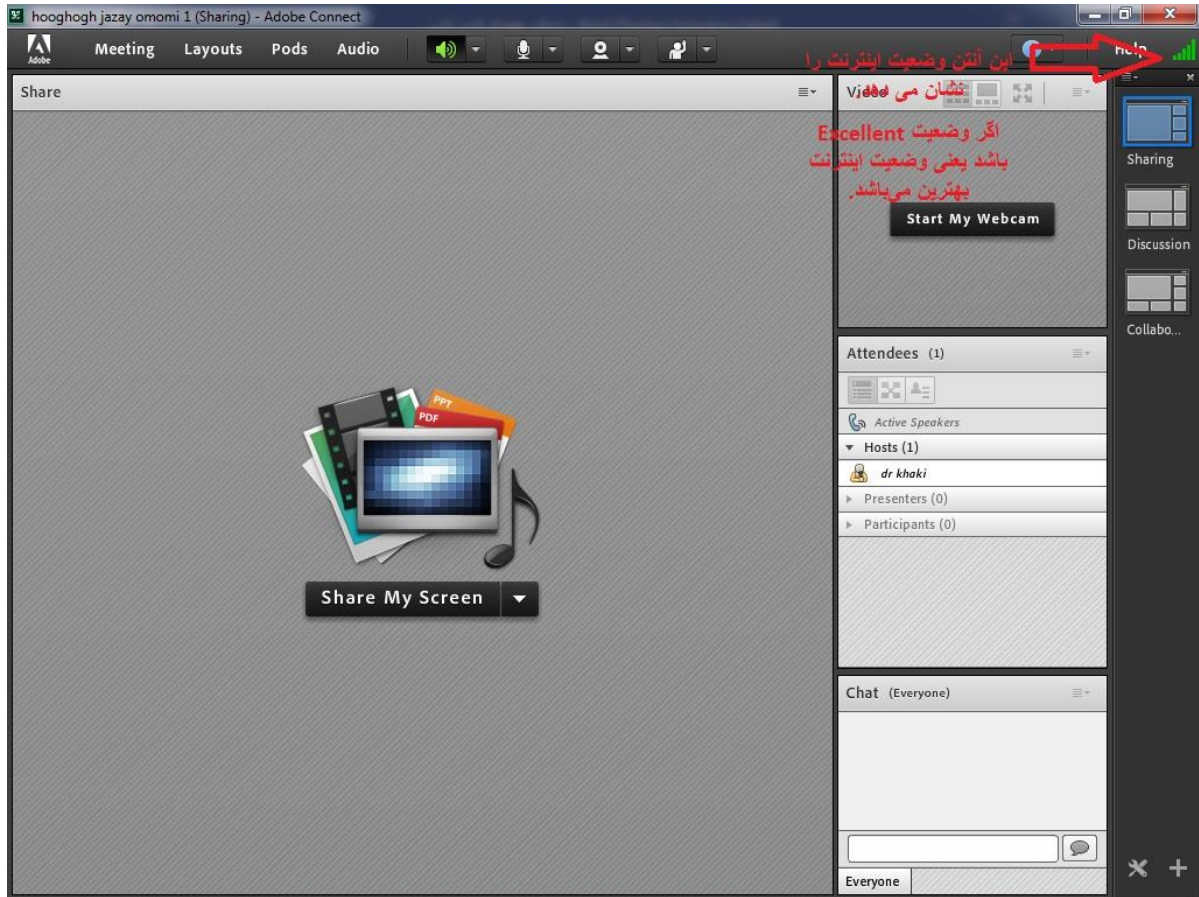 hooghogh jazay omomi 1 (Sharing) - Adobe Connect
Adobe
Meeting Layouts Pods Audio Help
این آنتن وضعیت اینترنت را
نشان می دهد.
اگر وضعیت Excellent
باشد یعنی وضعیت اینترنت
بهترین می‌باشد.
Share
PPT
PDF
Share My Screen
Video
Start My Webcam
Attendees (1)
Active Speakers
Hosts (1)
dr khaki
Presenters (0)
Participants (0)
Chat (Everyone)
Everyone
Sharing
Discussion
Collabo...